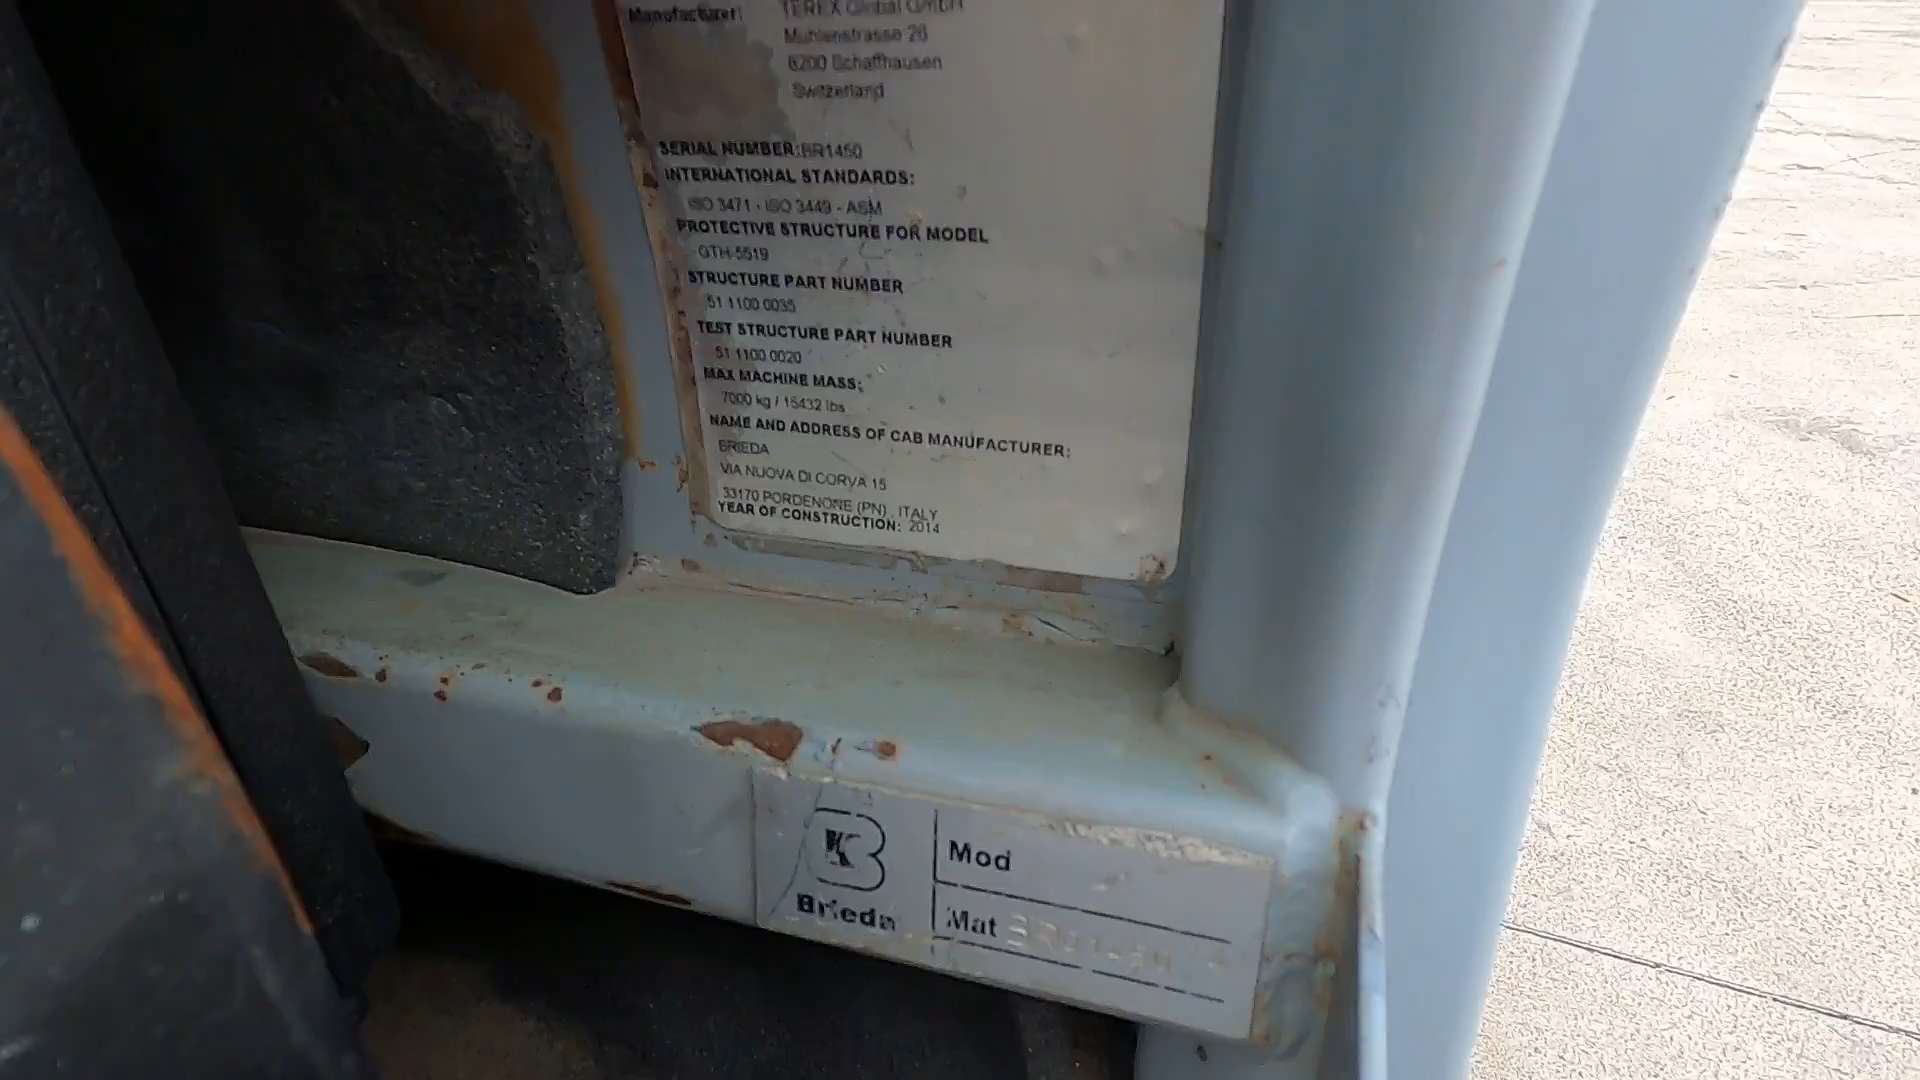 Manufacturer: TEREX Global GmbH
Muhlenstrasse 26
8200 Schaffhausen
Switzerland
SERIAL NUMBER: BR1450
INTERNATIONAL STANDARDS:
ISO 3471 - ISO 3449 - ASM
PROTECTIVE STRUCTURE FOR MODEL
GTH-5519
STRUCTURE PART NUMBER
51 1100 0035
TEST STRUCTURE PART NUMBER
51 1100 0020
MAX MACHINE MASS:
7000 kg / 15432 lbs
NAME AND ADDRESS OF CAB MANUFACTURER:
BRIEDA
VIA NUOVA DI CORVA 15
33170 PORDENONE (PN) ITALY
YEAR OF CONSTRUCTION: 2014
Brieda
Mod
Mat